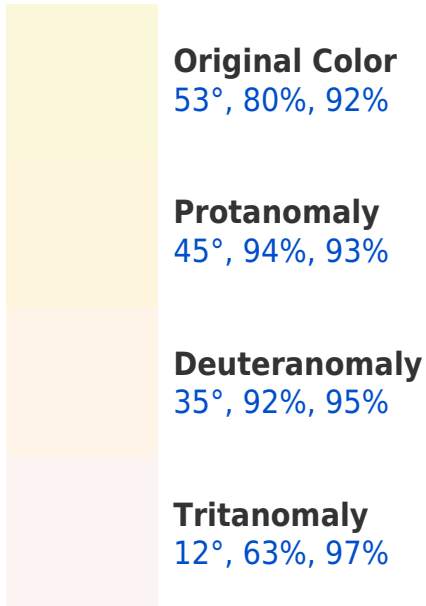 Original Color
53°, 80%, 92%
Protanomaly
45°, 94%, 93%
Deuteranomaly
35°, 92%, 95%
Tritanomaly
12°, 63%, 97%